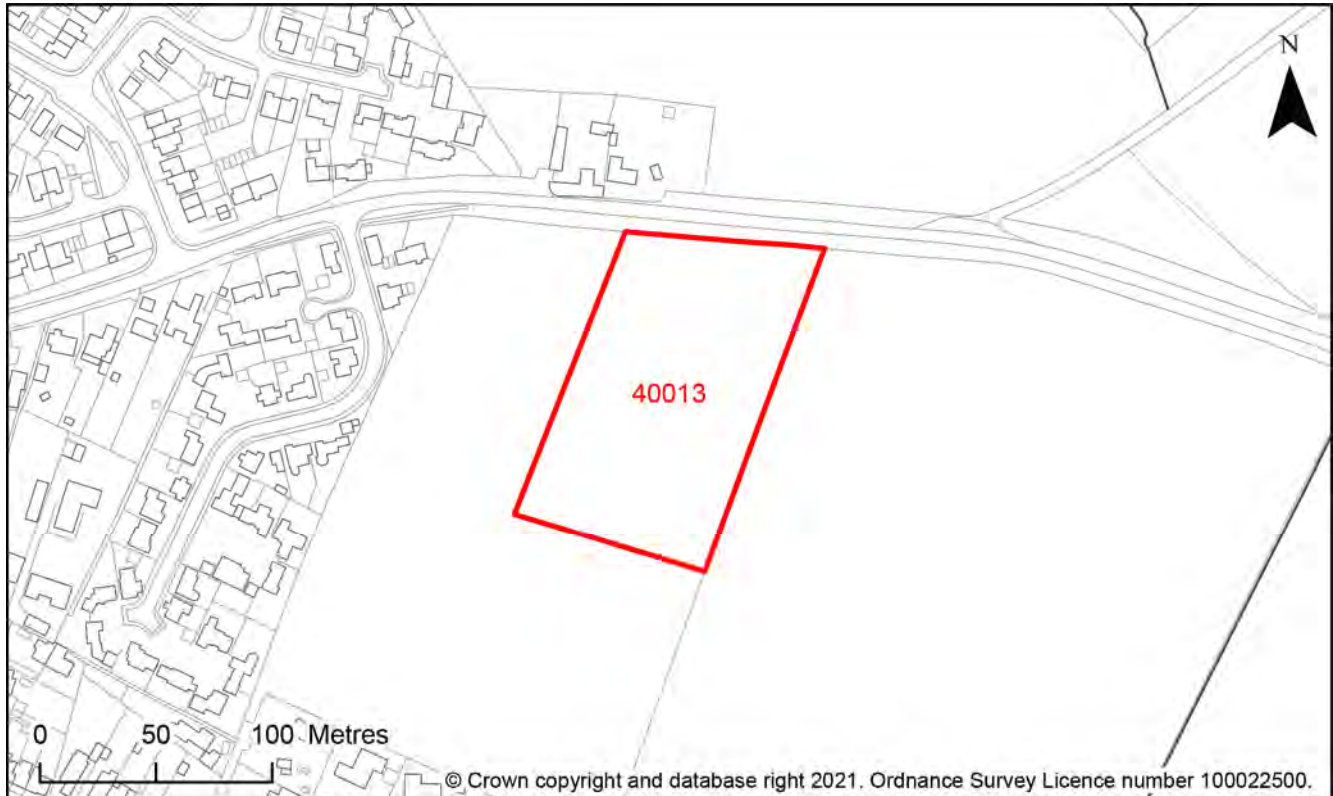 N
40013
0 50 100 Metres
© Crown copyright and database right 2021. Ordnance Survey Licence number 100022500.